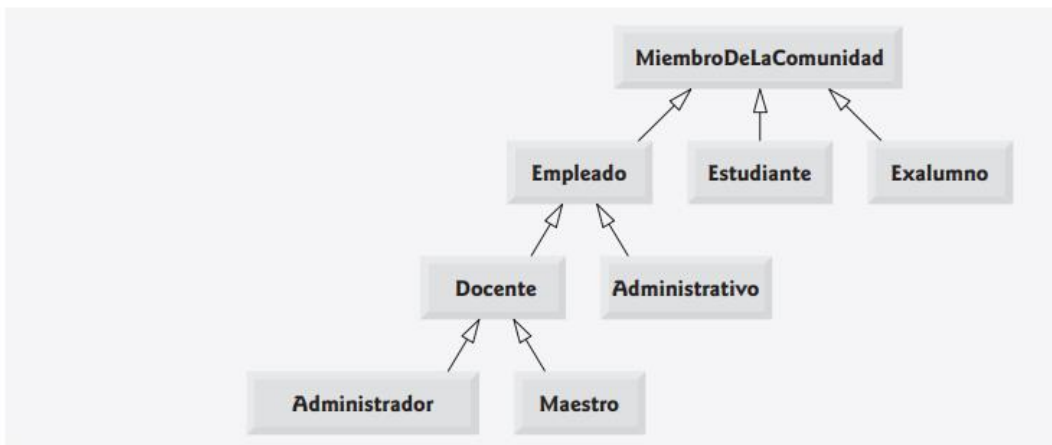 MiembroDeLaComunidad
Empleado
Estudiante
Exalumno
Docente
Administrativo
Administrador
Maestro